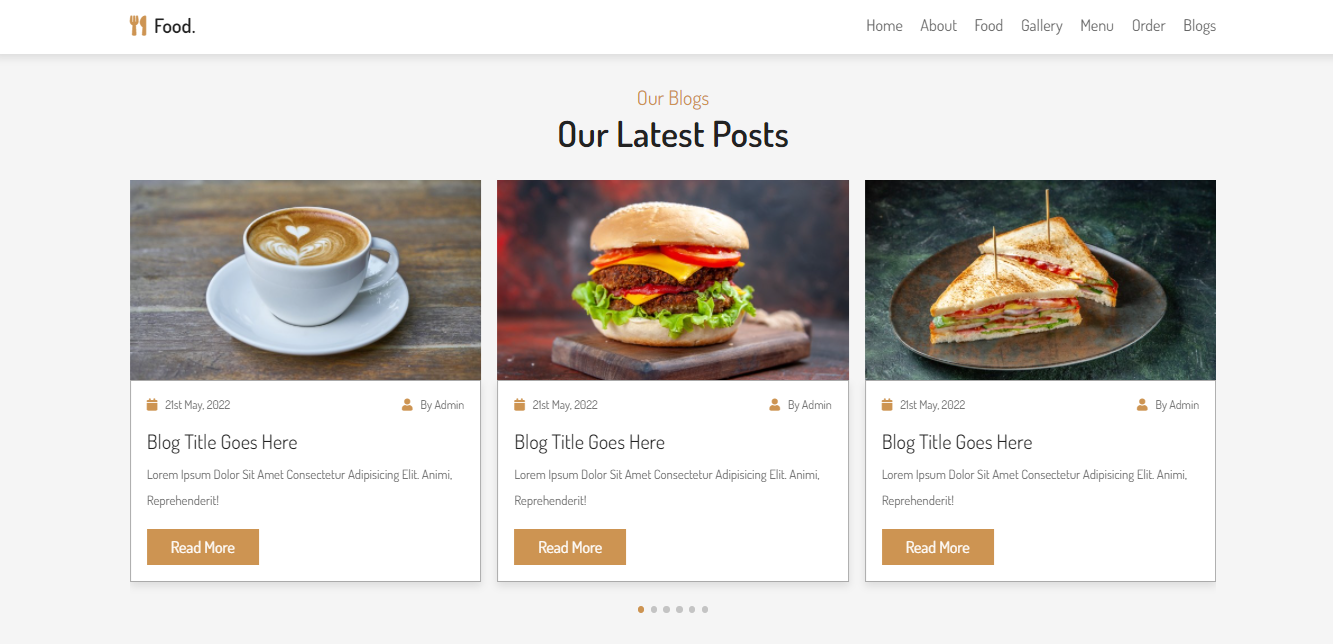 Food.
Home About Food Gallery Menu Order Blogs
Our Blogs
Our Latest Posts
21st May, 2022 By Admin
Blog Title Goes Here
Lorem Ipsum Dolor Sit Amet Consectetur Adipisicing Elit. Animi,
Reprehenderit!
Read More
21st May, 2022 By Admin
Blog Title Goes Here
Lorem Ipsum Dolor Sit Amet Consectetur Adipisicing Elit. Animi,
Reprehenderit!
Read More
21st May, 2022 By Admin
Blog Title Goes Here
Lorem Ipsum Dolor Sit Amet Consectetur Adipisicing Elit. Animi,
Reprehenderit!
Read More